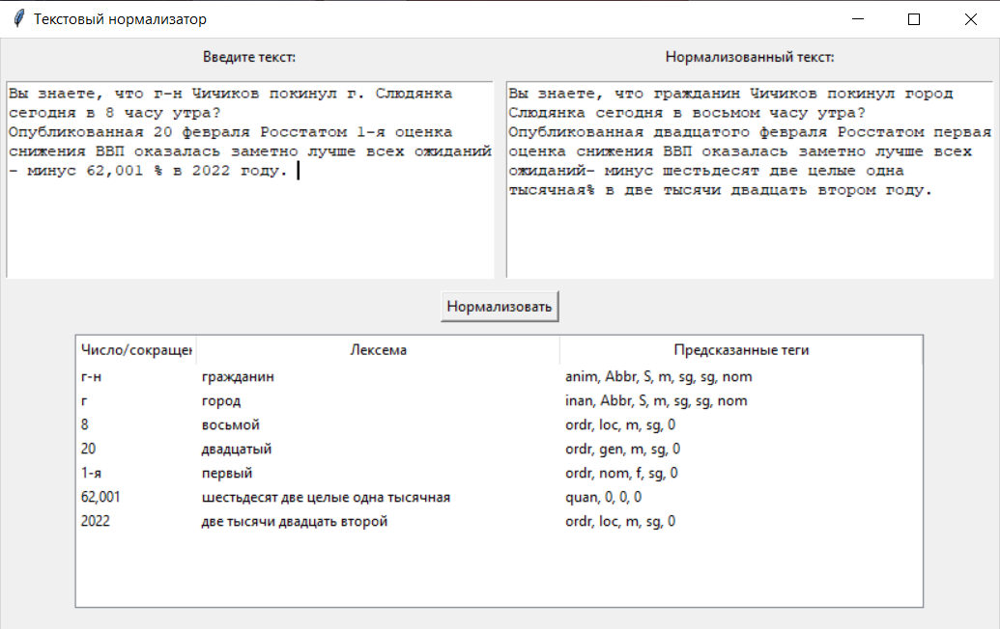 Текстовый нормализатор
Введите текст:
Вы знаете, что г-н Чичиков покинул г. Слюдянка
сегодня в 8 часу утра?
Опубликованная 20 февраля Росстатом 1-я оценка
снижения ВВП оказалась заметно лучше всех ожиданий
- минус 62,001 % в 2022 году.
Нормализованный текст:
Вы знаете, что гражданин Чичиков покинул город
Слюдянка сегодня в восьмом часу утра?
Опубликованная двадцатого февраля Росстатом первая
оценка снижения ВВП оказалась заметно лучше всех
ожиданий- минус шестьдесят две целые одна
тысячная% в две тысячи двадцать втором году.
Нормализовать
Число/сокращен Лексема Предсказанные теги
г-н гражданин anim, Abbr, S, m, sg, sg, nom
г город inan, Abbr, S, m, sg, sg, nom
8 восьмой ordr, loc, m, sg, 0
20 двадцатый ordr, gen, m, sg, 0
1-я первый ordr, nom, f, sg, 0
62,001 шестьдесят две целые одна тысячная quan, 0, 0, 0
2022 две тысячи двадцать второй ordr, loc, m, sg, 0